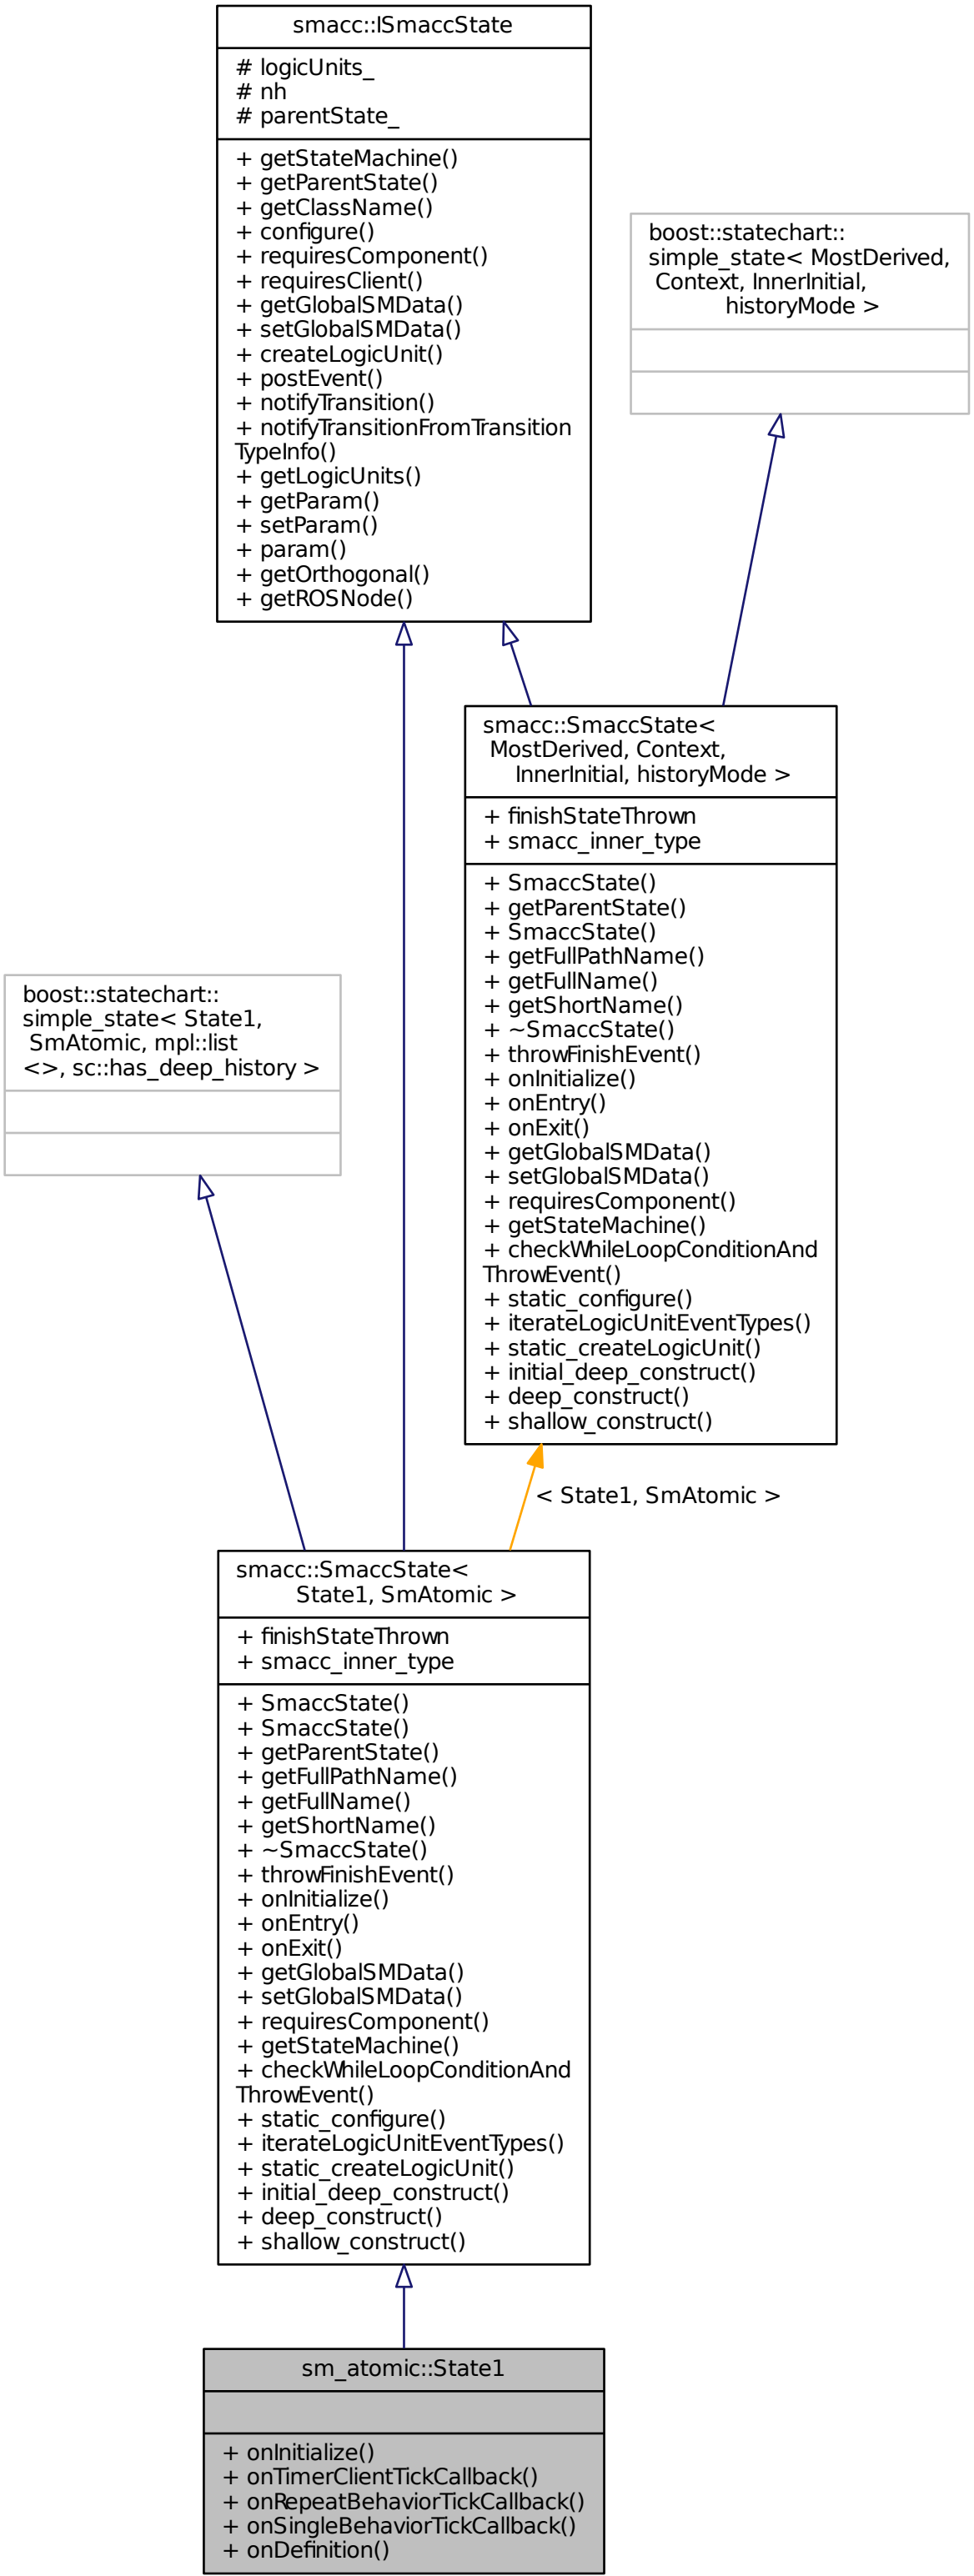 smacc::ISmaccState
# logicUnits_
# nh
# parentState_
+ getStateMachine()
+ getParentState()
+ getClassName()
+ configure()
+ requiresComponent()
+ requiresClient()
+ getGlobalSMData()
+ setGlobalSMData()
+ createLogicUnit()
+ postEvent()
+ notifyTransition()
+ notifyTransitionFromTransition
TypeInfo()
+ getLogicUnits()
+ getParam()
+ setParam()
+ param()
+ getOrthogonal()
+ getROSNode()
boost::statechart::
simple_state< MostDerived,
Context, InnerInitial,
historyMode >
smacc::SmaccState<
MostDerived, Context,
InnerInitial, historyMode >
+ finishStateThrown
+ smacc_inner_type
+ SmaccState()
+ getParentState()
+ SmaccState()
+ getFullPathName()
+ getFullName()
+ getShortName()
+ ~SmaccState()
+ throwFinishEvent()
+ onInitialize()
+ onEntry()
+ onExit()
+ getGlobalSMData()
+ setGlobalSMData()
+ requiresComponent()
+ getStateMachine()
+ checkWhileLoopConditionAnd
ThrowEvent()
+ static_configure()
+ iterateLogicUnitEventTypes()
+ static_createLogicUnit()
+ initial_deep_construct()
+ deep_construct()
+ shallow_construct()
boost::statechart::
simple_state< State1,
SmAtomic, mpl::list
<>, sc::has_deep_history >
< State1, SmAtomic >
smacc::SmaccState<
State1, SmAtomic >
+ finishStateThrown
+ smacc_inner_type
+ SmaccState()
+ SmaccState()
+ getParentState()
+ getFullPathName()
+ getFullName()
+ getShortName()
+ ~SmaccState()
+ throwFinishEvent()
+ onInitialize()
+ onEntry()
+ onExit()
+ getGlobalSMData()
+ setGlobalSMData()
+ requiresComponent()
+ getStateMachine()
+ checkWhileLoopConditionAnd
ThrowEvent()
+ static_configure()
+ iterateLogicUnitEventTypes()
+ static_createLogicUnit()
+ initial_deep_construct()
+ deep_construct()
+ shallow_construct()
sm_atomic::State1
+ onInitialize()
+ onTimerClientTickCallback()
+ onRepeatBehaviorTickCallback()
+ onSingleBehaviorTickCallback()
+ onDefinition()